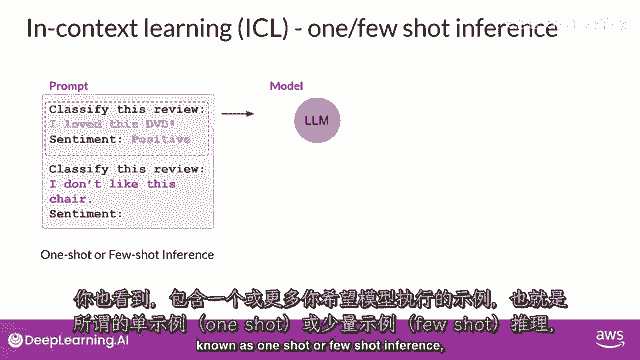 In-context learning (ICL) - one/few shot inference
Prompt
Model
Classify this review:
I loved this DVD!
Sentiment: Positive
Classify this review:
I don't like this
chair.
Sentiment:
LLM
One-shot or Few-shot Inference
你也看到,包含一个或更多你希望模型执行的示例,也就是
所谓的单示例(one shot)或少量示例(few shot)推理,
known as one shot or few shot inference,
DeepLearning.AI
aws